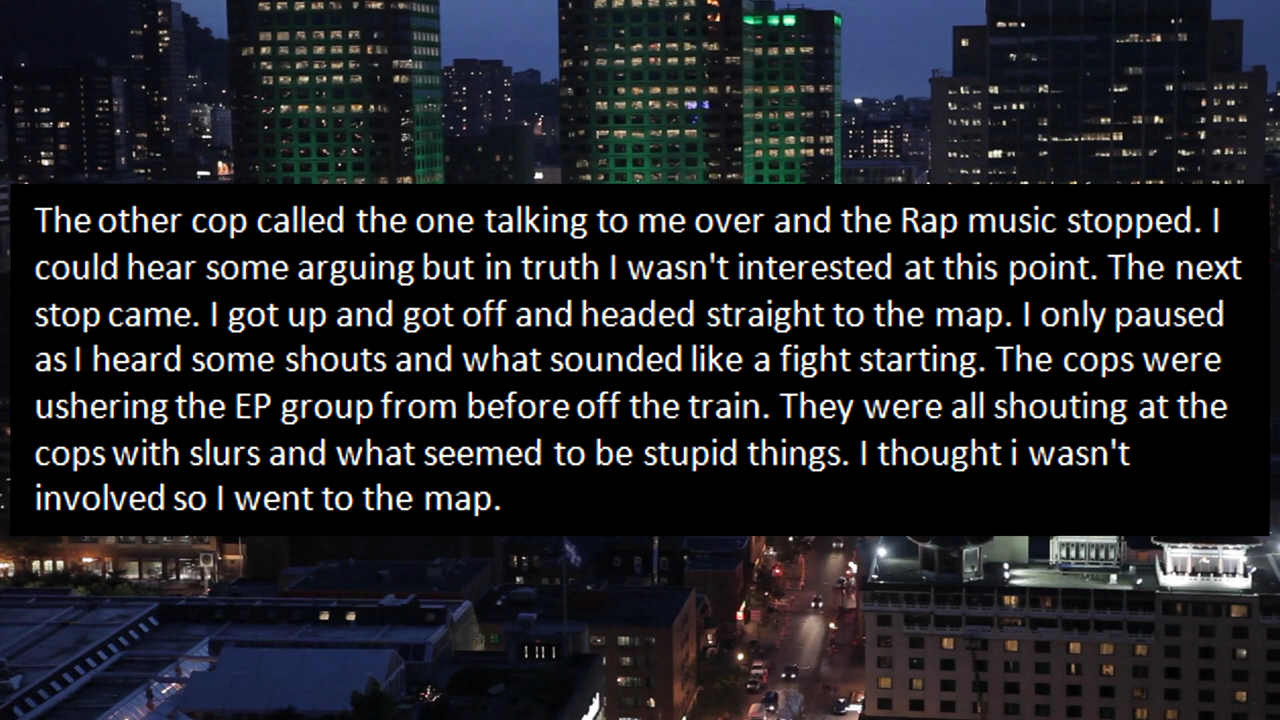 The other cop called the one talking to me over and the Rap music stopped. I
could hear some arguing but in truth I wasn't interested at this point. The next
stop came. I got up and got off and headed straight to the map. I only paused
as I heard some shouts and what sounded like a fight starting. The cops were
ushering the EP group from before off the train. They were all shouting at the
cops with slurs and what seemed to be stupid things. I thought i wasn't
involved so I went to the map.